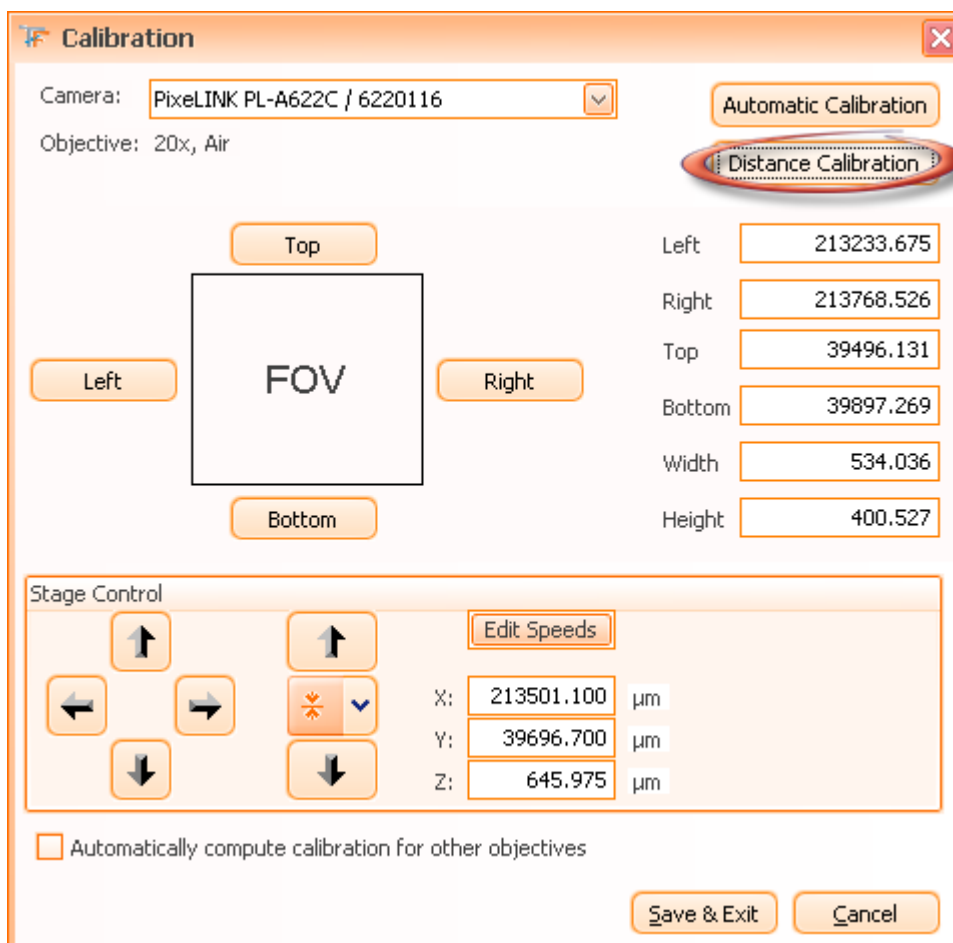 Calibration
Camera: PixeLINK PL-A622C / 6220116
Automatic Calibration
Objective: 20x, Air
Distance Calibration
Top
Left 213233.675
Right 213768.526
Top 39496.131
Left
FOV
Right
Bottom 39897.269
Width 534.036
Bottom
Height 400.527
Stage Control
Edit Speeds
X: 213501.100 µm
Y: 39696.700 µm
Z: 645.975 µm
Automatically compute calibration for other objectives
Save & Exit
Cancel